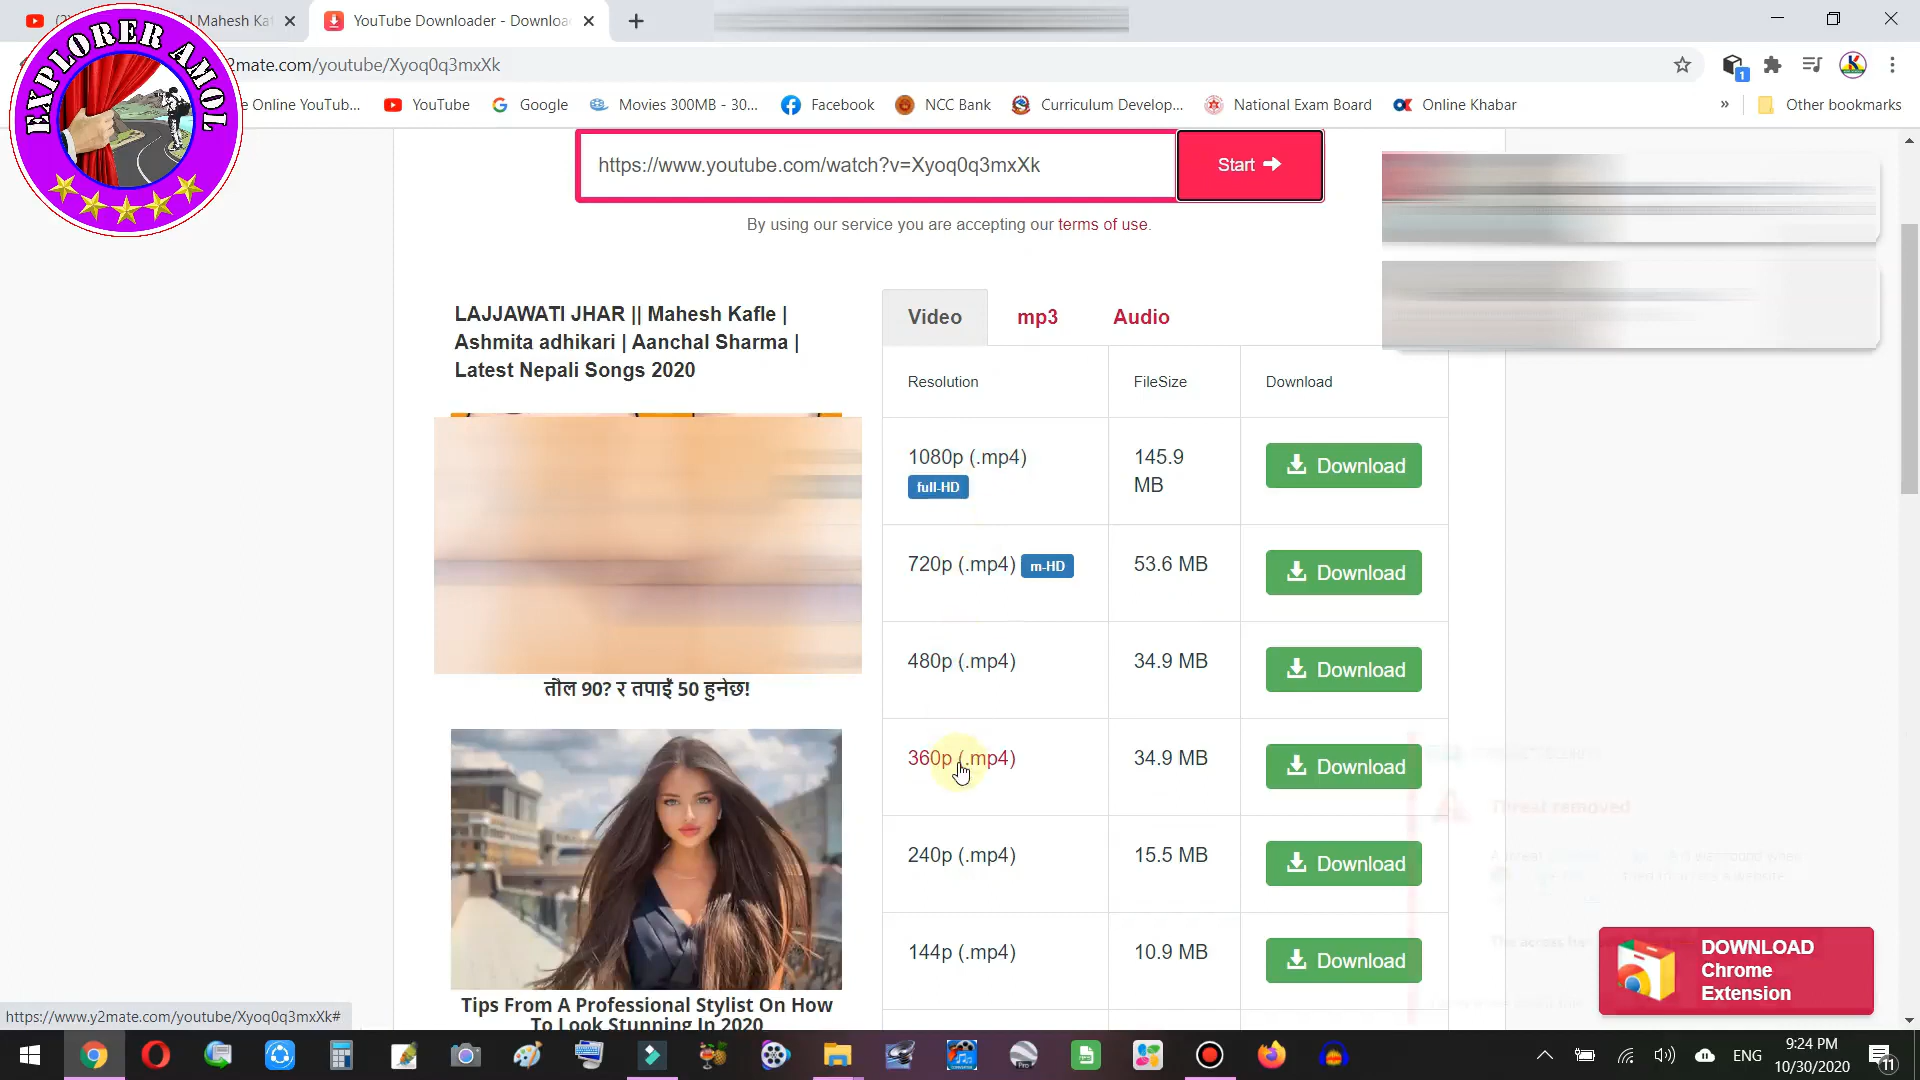 | Mahesh Kaf
YouTube Downloader - Downloa
EXPLORER AMOL
2mate.com/youtube/Xyoq0q3mxXk
1
e Online YouTub...
YouTube
Google
Movies 300MB - 30...
Facebook
NCC Bank
Curriculum Develop...
National Exam Board
OK
Online Khabar
»
Other bookmarks
https://www.youtube.com/watch?v=Xyoq0q3mxXk
Start
By using our service you are accepting our terms of use.
LAJJAWATI JHAR || Mahesh Kafle |
Ashmita adhikari | Aanchal Sharma |
Latest Nepali Songs 2020
Video
mp3
Audio
Resolution
FileSize
Download
1080p (.mp4)
full-HD
145.9
MB
Download
720p (.mp4) m-HD
53.6 MB
Download
480p (.mp4)
34.9 MB
Download
360p (.mp4)
34.9 MB
Download
240p (.mp4)
15.5 MB
Download
144p (.mp4)
10.9 MB
Download
तौल 90? र तपाईं 50 हुनेछ!
Tips From A Professional Stylist On How
To Look Stunning In 2020
Threat removed
DOWNLOAD
Chrome
Extension
https://www.y2mate.com/youtube/Xyoq0q3mxXk#
ENG
9:24 PM
10/30/2020
11